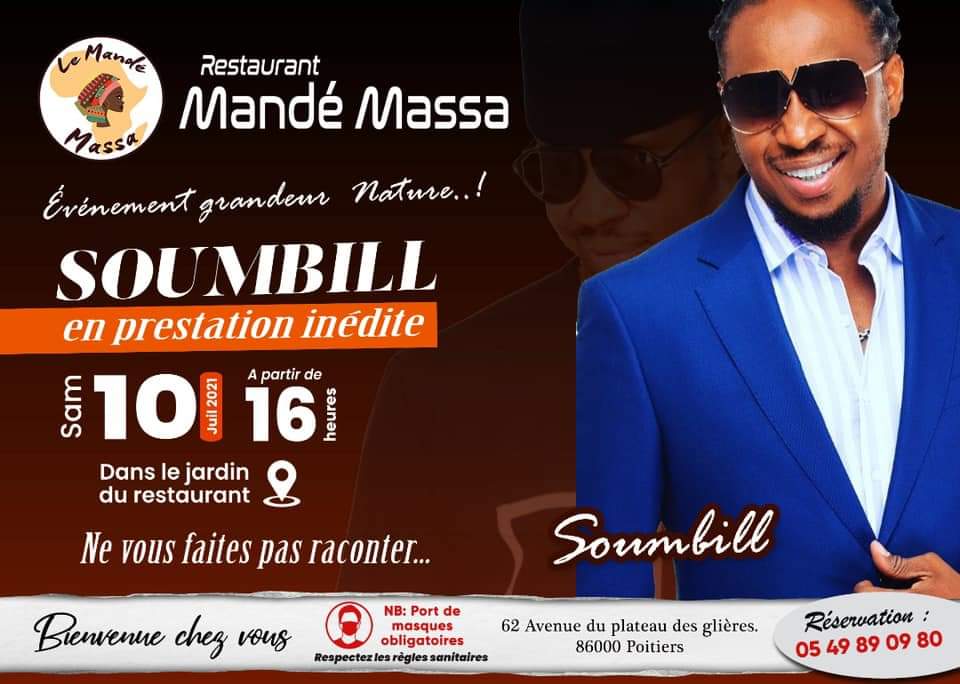 Le Mandé
Massa
Restaurant
Mandé Massa
Événement grandeur Nature..!
SOUMBILL
en prestation inédite
Sam
10
Juil 2021
A partir de
16
heures
Dans le jardin
du restaurant
Ne vous faites pas raconter...
Soumbill
Bienvenue chez vous
NB: Port de
masques
obligatoires
Respectez les règles sanitaires
62 Avenue du plateau des glières.
86000 Poitiers
Réservation :
05 49 89 09 80